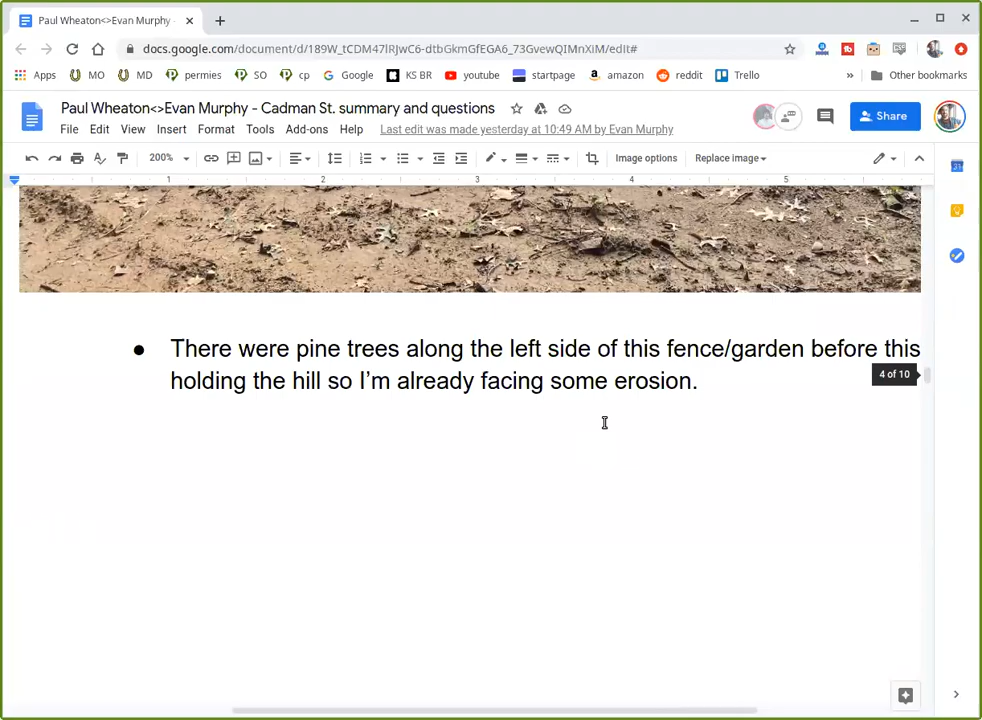 Paul Wheaton<>Evan Murphy
docs.google.com/document/d/189W_tCDM47lRJwC6-dtbGkmGfEGA6_73GvewQIMnXiM/edit#
Apps MO MD permies SO cp Google KS BR youtube startpage amazon reddit Trello » Other bookmarks
Paul Wheaton<>Evan Murphy - Cadman St. summary and questions
File Edit View Insert Format Tools Add-ons Help Last edit was made yesterday at 10:49 AM by Evan Murphy
Share
200% Image options Replace image
1 2 3 4 5
● There were pine trees along the left side of this fence/garden before this
holding the hill so I'm already facing some erosion.
4 of 10